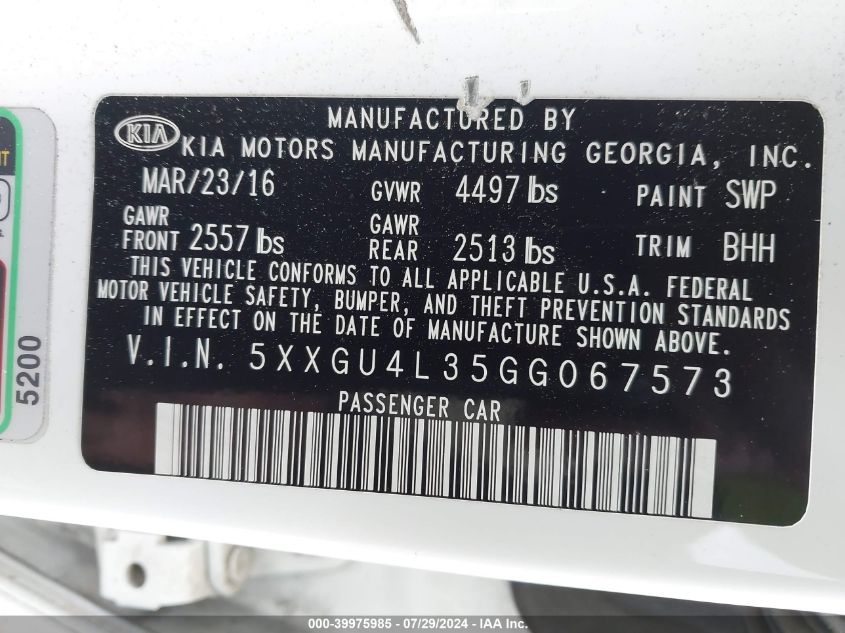 MANUFACTURED BY
KIA KIA MOTORS MANUFACTURING GEORGIA, INC.
MAR/23/16 GVWR 4497 lbs PAINT SWP
GAWR GAWR
FRONT 2557 lbs REAR 2513 lbs TRIM BHH
THIS VEHICLE CONFORMS TO ALL APPLICABLE U.S.A. FEDERAL
MOTOR VEHICLE SAFETY, BUMPER, AND THEFT PREVENTION STANDARDS
IN EFFECT ON THE DATE OF MANUFACTURE SHOWN ABOVE.
V.I.N. 5XXGU4L35GG067573
PASSENGER CAR
5200
000-39975985 - 07/29/2024 - IAA Inc.